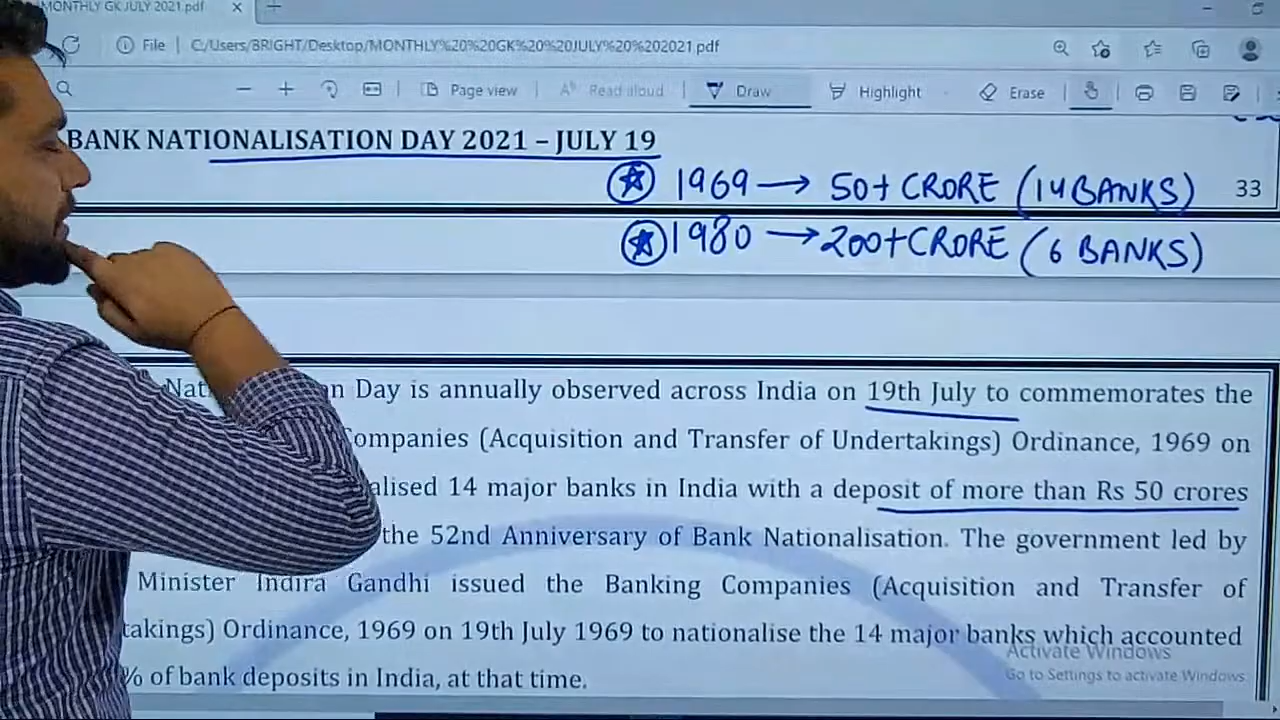 MONTHLY GK JULY 2021.pdf
File C:/Users/BRIGHT/Desktop/MONTHLY%20%20GK%20%20JULY%20%202021.pdf
Page view Read aloud Draw Highlight Erase
BANK NATIONALISATION DAY 2021 – JULY 19
1969 → 50+ CRORE (14 BANKS) 33
1980 → 200+ CRORE (6 BANKS)
Day is annually observed across India on 19th July to commemorates the
Companies (Acquisition and Transfer of Undertakings) Ordinance, 1969 on
alised 14 major banks in India with a deposit of more than Rs 50 crores
the 52nd Anniversary of Bank Nationalisation. The government led by
Minister Indira Gandhi issued the Banking Companies (Acquisition and Transfer of
takings) Ordinance, 1969 on 19th July 1969 to nationalise the 14 major banks which accounted
% of bank deposits in India, at that time.
Activate Windows
Go to Settings to activate Windows.